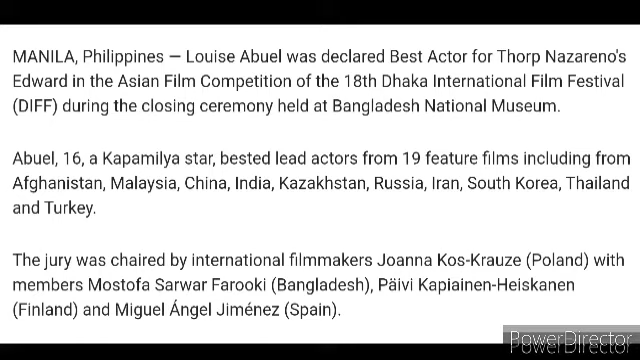 MANILA, Philippines — Louise Abuel was declared Best Actor for Thorp Nazareno's
Edward in the Asian Film Competition of the 18th Dhaka International Film Festival
(DIFF) during the closing ceremony held at Bangladesh National Museum.
Abuel, 16, a Kapamilya star, bested lead actors from 19 feature films including from
Afghanistan, Malaysia, China, India, Kazakhstan, Russia, Iran, South Korea, Thailand
and Turkey.
The jury was chaired by international filmmakers Joanna Kos-Krauze (Poland) with
members Mostofa Sarwar Farooki (Bangladesh), Päivi Kapiainen-Heiskanen
(Finland) and Miguel Ángel Jiménez (Spain).
PowerDirector